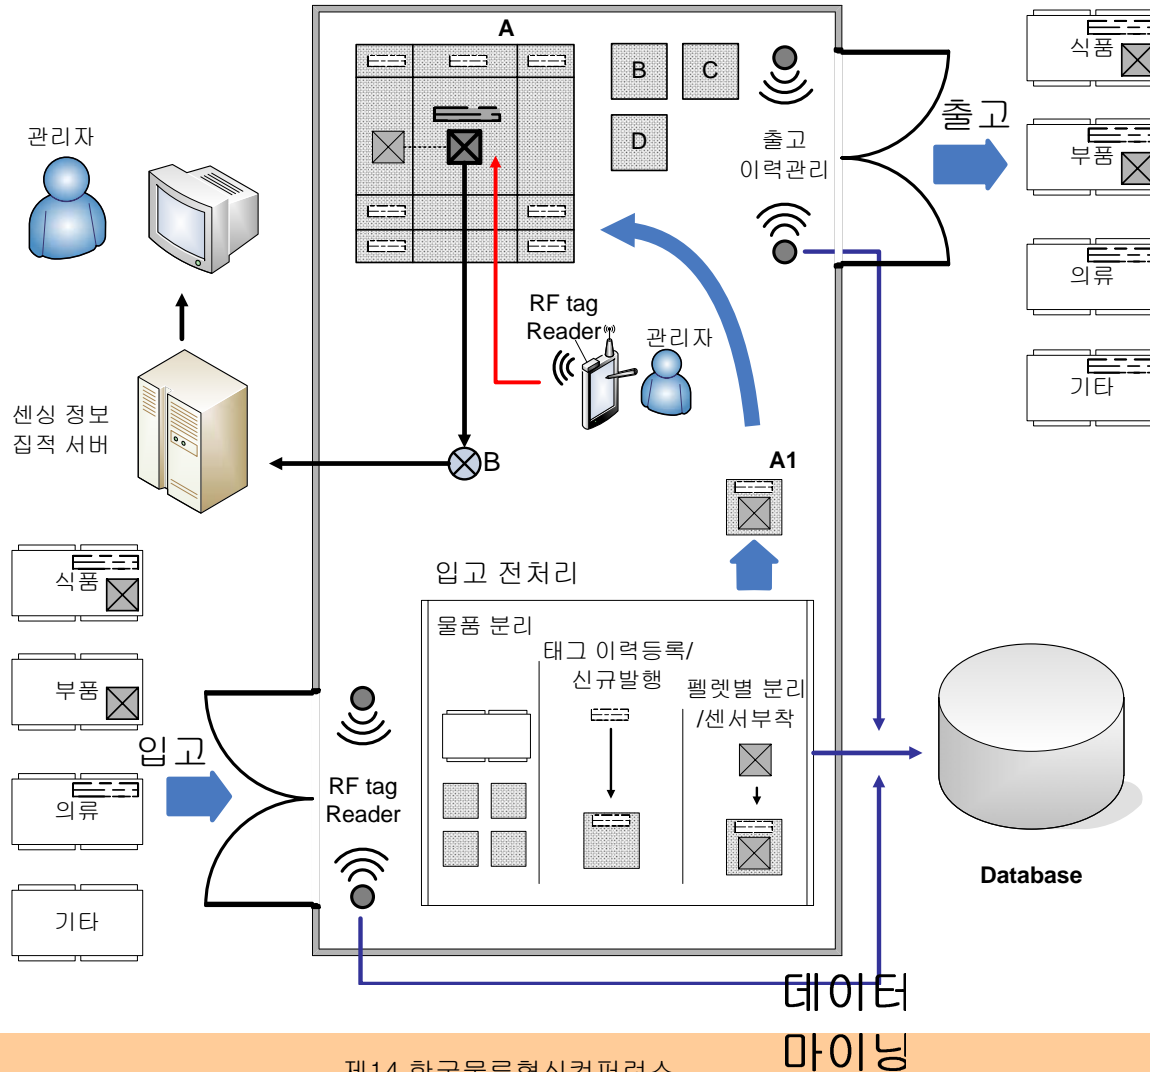 A
식품
B
C
D
출고
부품
관리자
출고
이력관리
의류
RF tag
Reader
관리자
기타
센싱 정보
집적 서버
B
A1
입고 전처리
식품
물품 분리
태그 이력등록/
신규발행
펠렛별 분리
/센서부착
부품
입고
RF tag
Reader
의류
Database
기타
데이터
마이닝